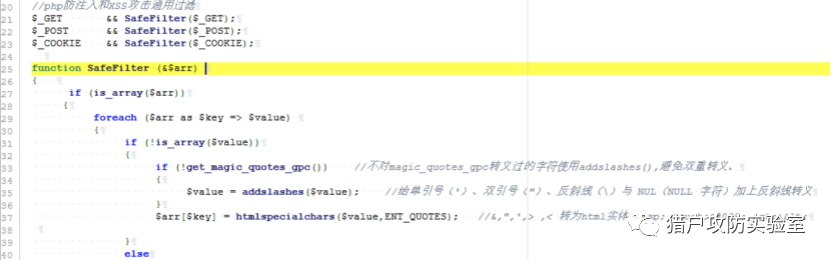 20 //php防注入和XSS攻击通用过滤
21 $_GET && SafeFilter($_GET);
22 $_POST && SafeFilter($_POST);
23 $_COOKIE && SafeFilter($_COOKIE);
24
25 function SafeFilter (&$arr)
26 {
27 if (is_array($arr))
28 {
29 foreach ($arr as $key => $value)
30 {
31 if (!is_array($value))
32 {
33 if (!get_magic_quotes_gpc()) //不对magic_quotes_gpc转义过的字符使用addslashes(),避免双重转义。
34 {
35 $value = addslashes($value); //给单引号(')、双引号(")、反斜线(\)与 NUL(NULL 字符)加上反斜线转义
36 }
37 $arr[$key] = htmlspecialchars($value,ENT_QUOTES); //&,",',> ,< 转为html实体
38
39 }
40 else
猎户攻防实验室